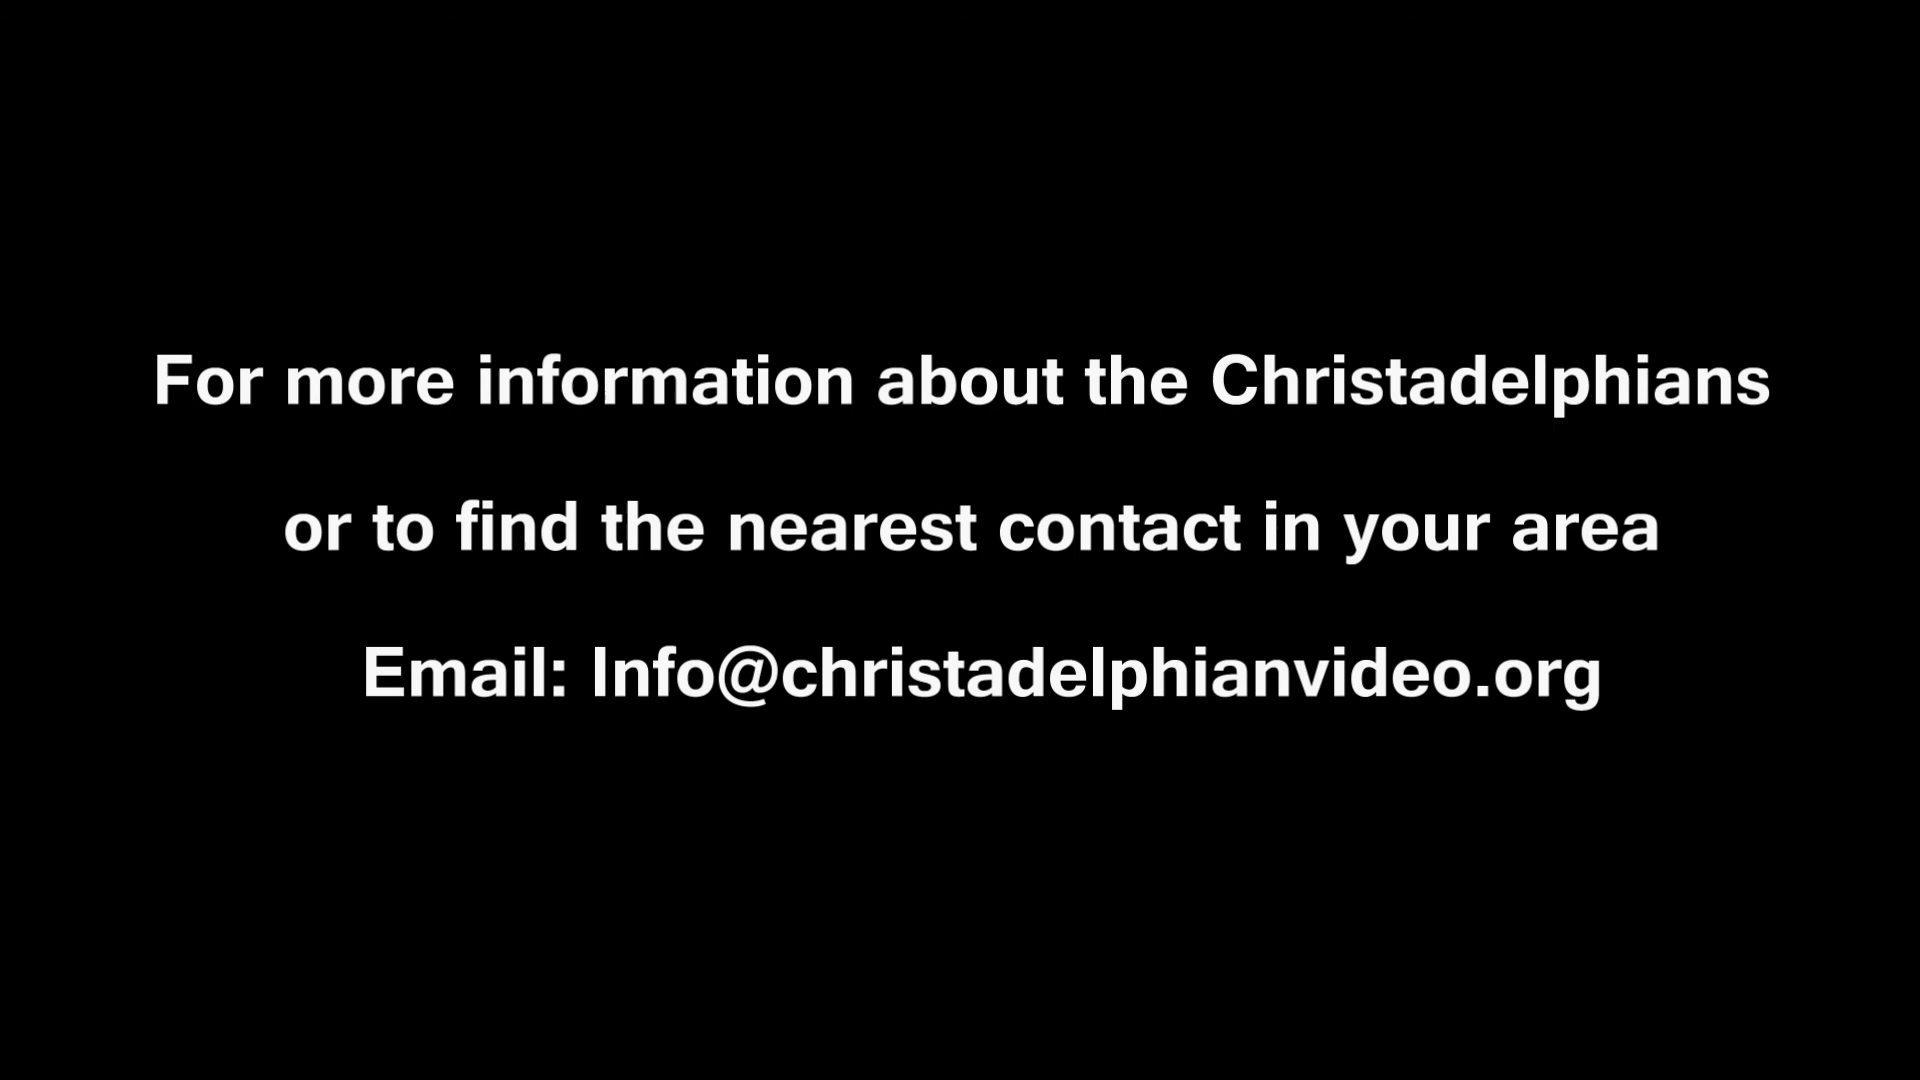 For more information about the Christadelphians
or to find the nearest contact in your area
Email: Info@christadelphianvideo.org